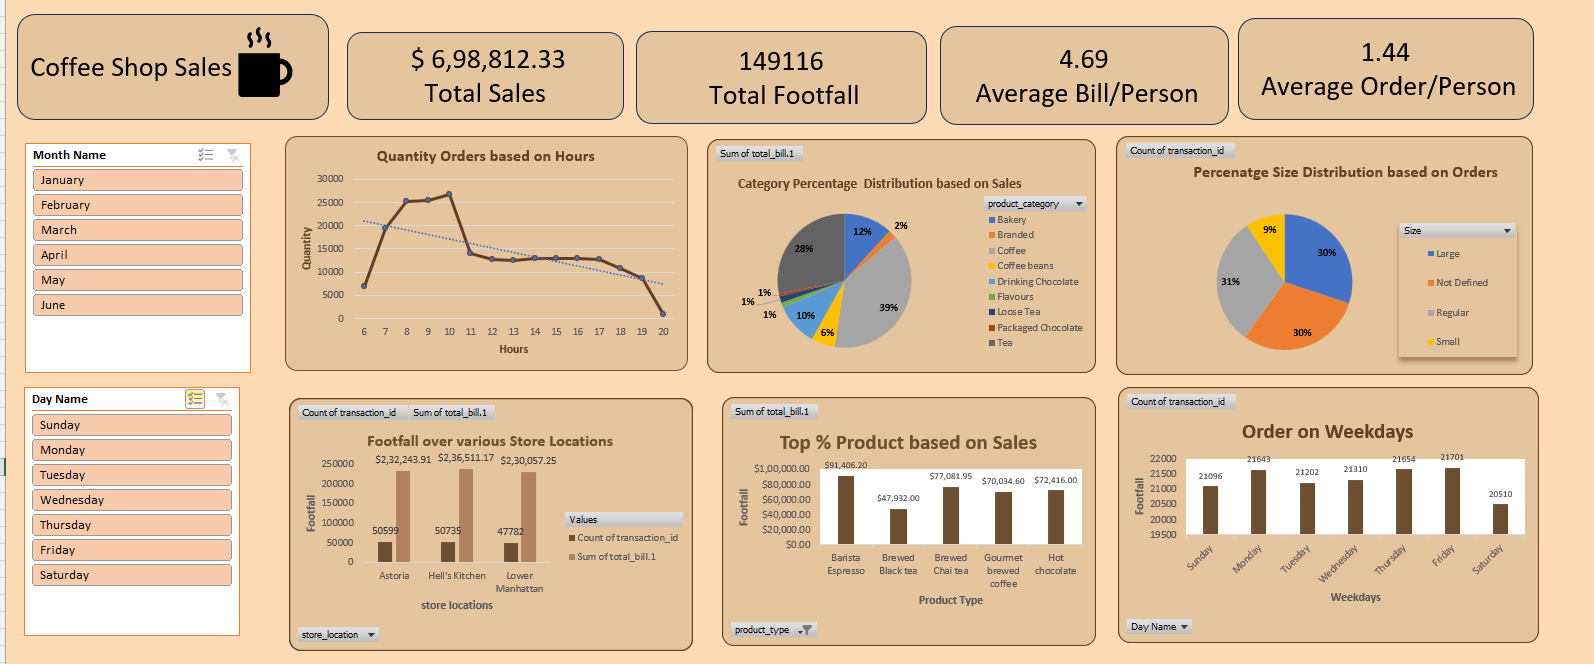 Coffee Shop Sales
$ 6,98,812.33
Total Sales
149116
Total Footfall
4.69
Average Bill/Person
1.44
Average Order/Person
Month Name
January
February
March
April
May
June
Day Name
Sunday
Monday
Tuesday
Wednesday
Thursday
Friday
Saturday
Quantity Orders based on Hours
Quantity
30000
25000
20000
15000
10000
5000
0
6 7 8 9 10 11 12 13 14 15 16 17 18 19 20
Hours
Sum of total_bill.1
Category Percentage Distribution based on Sales
12%
2%
39%
6%
10%
1%
1%
1%
28%
product_category
Bakery
Branded
Coffee
Coffee beans
Drinking Chocolate
Flavours
Loose Tea
Packaged Chocolate
Tea
Count of transaction_id
Percenatge Size Distribution based on Orders
30%
30%
31%
9%
Size
Large
Not Defined
Regular
Small
Count of transaction_id Sum of total_bill.1
Footfall over various Store Locations
Footfall
250000
200000
150000
100000
50000
0
$2,32,243.91 $2,36,511.17 $2,30,057.25
50599 50735 47782
Astoria Hell's Kitchen Lower
Manhattan
store locations
Values
Count of transaction_id
Sum of total_bill.1
store_location
Sum of total_bill.1
Top % Product based on Sales
Footfall
$1,00,000.00
$80,000.00
$60,000.00
$40,000.00
$20,000.00
$0.00
$91,406.20 $47,932.00 $77,081.95 $70,034.60 $72,416.00
Barista Brewed Brewed Gourmet Hot
Espresso Black tea Chai tea brewed chocolate
coffee
Product Type
product_type
Count of transaction_id
Order on Weekdays
Footfall
22000
21500
21000
20500
20000
19500
21096 21643 21202 21310 21654 21701 20510
Sunday Monday Tuesday Wednesday Thursday Friday Saturday
Weekdays
Day Name